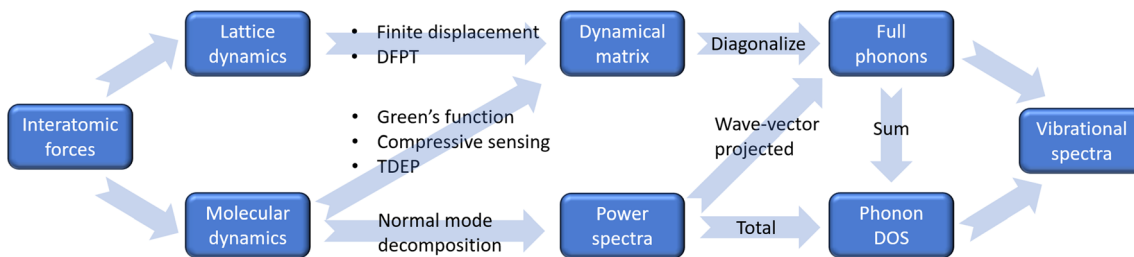 Interatomic
forces
Lattice
dynamics
• Finite displacement
• DFPT
Dynamical
matrix
Diagonalize
Full
phonons
• Green's function
• Compressive sensing
• TDEP
Wave-vector
projected
Sum
Vibrational
spectra
Molecular
dynamics
Normal mode
decomposition
Power
spectra
Total
Phonon
DOS